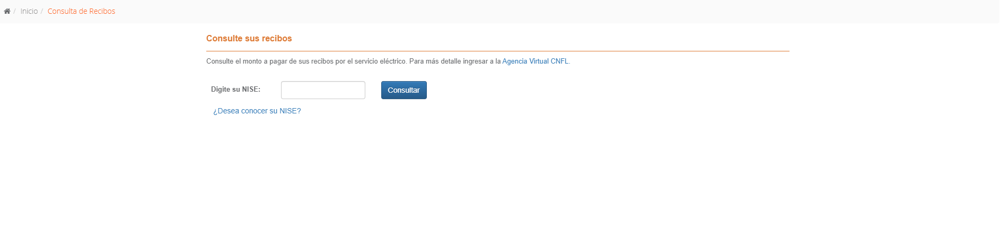 / Inicio / Consulta de Recibos
Consulte sus recibos
Consulte el monto a pagar de sus recibos por el servicio eléctrico. Para más detalle ingresar a la Agencia Virtual CNFL.
Digite su NISE: Consultar
¿Desea conocer su NISE?